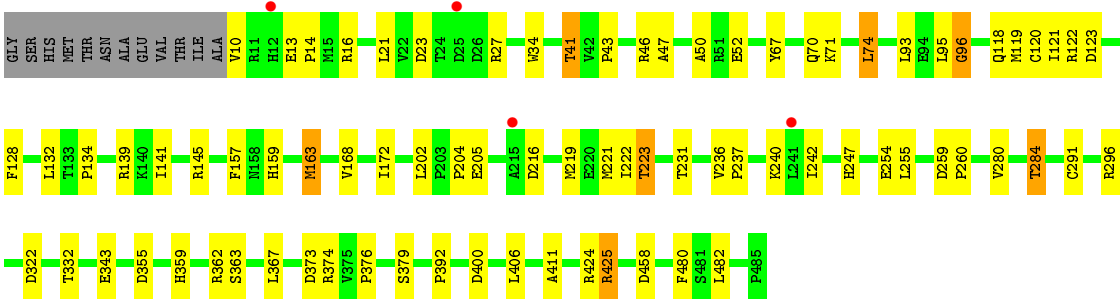 GLY SER HIS MET THR ASN ALA GLU VAL THR ILE ALA V10 R11 H12 E13 P14 M15 R16 L21 V22 D23 T24 D25 D26 R27 W34 T41 V42 P43 R46 A47 A50 R51 E52 Y67 Q70 K71 L74 L93 E94 L95 G96 Q118 M119 C120 I121 R122 D123
F128 L132 T133 P134 R139 K140 I141 R145 F157 N158 H159 M163 V168 I172 L202 P203 P204 E205 A215 D216 M219 E220 M221 I222 T223 T231 V236 P237 K240 L241 I242 H247 E254 L255 D259 P260 V280 T284 C291 R296
D322 T332 E343 D355 H359 R362 S363 L367 D373 R374 V375 P376 S379 P392 D400 L406 A411 R424 R425 D458 F480 S481 L482 P485